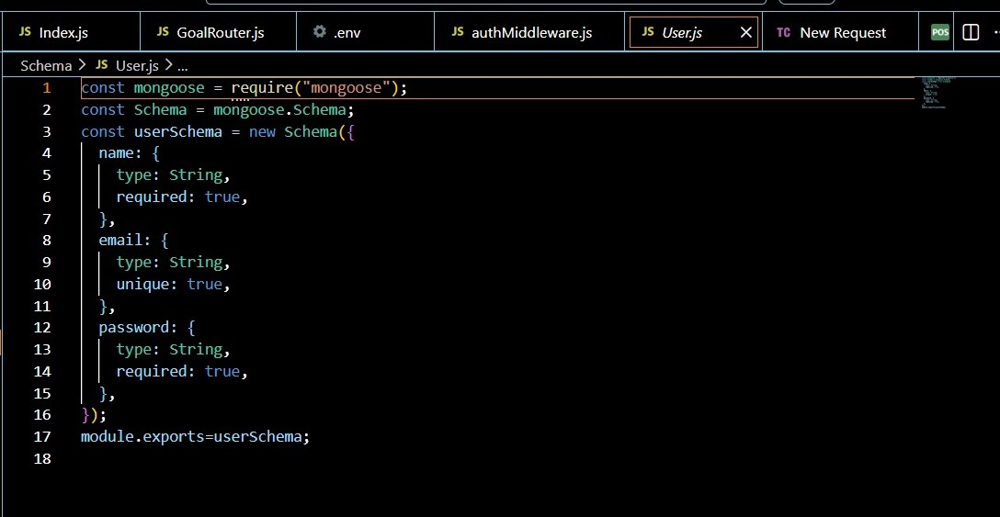 JS Index.js JS GoalRouter.js .env JS authMiddleware.js JS User.js TC New Request POS
Schema > JS User.js > ...
1 const mongoose = require("mongoose");
2 const Schema = mongoose.Schema;
3 const userSchema = new Schema({
4   name: {
5     type: String,
6     required: true,
7   },
8   email: {
9     type: String,
10     unique: true,
11   },
12   password: {
13     type: String,
14     required: true,
15   },
16 });
17 module.exports=userSchema;
18